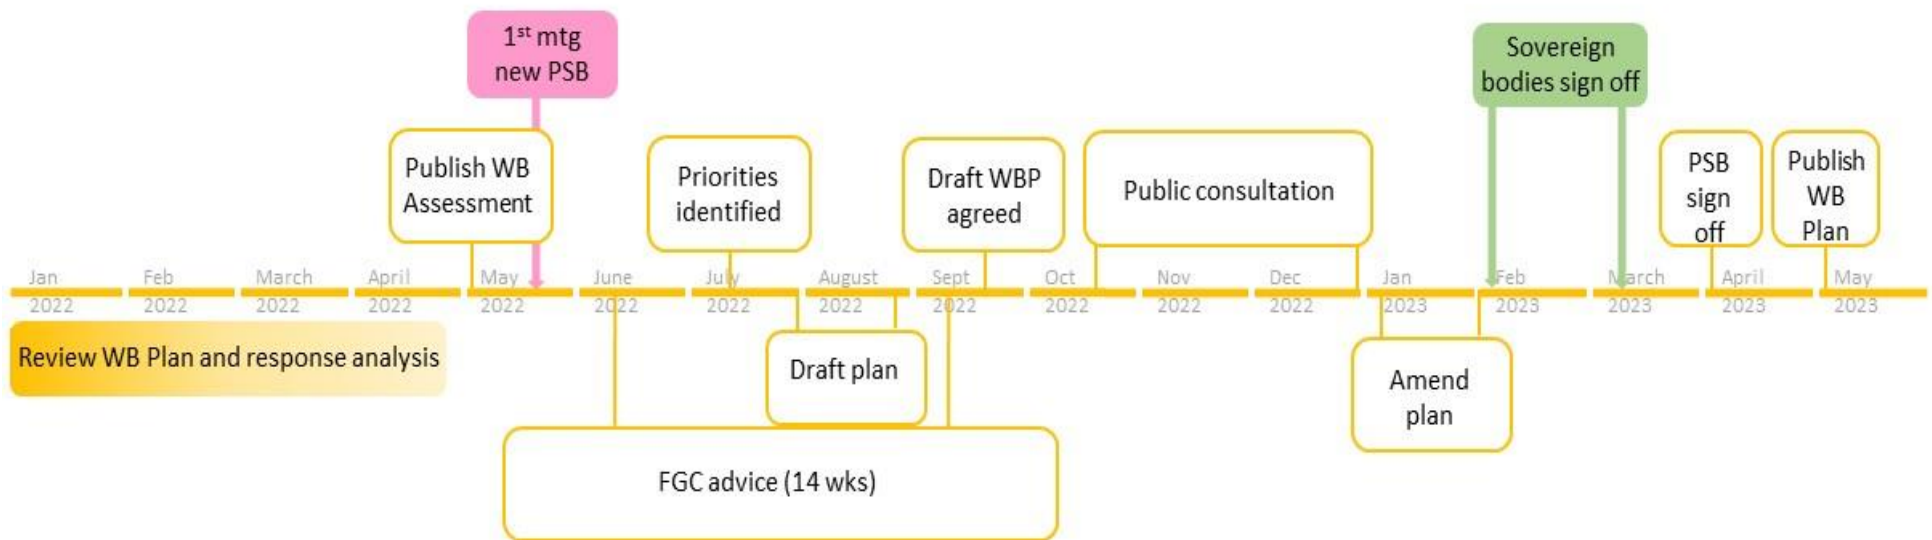 1st mtg
new PSB
Sovereign
bodies sign off
Publish WB
Assessment
Priorities
identified
Draft WBP
agreed
Public consultation
PSB
sign
off
Publish
WB
Plan
Jan
2022
Feb
2022
March
2022
April
2022
May
2022
June
2022
July
2022
August
2022
Sept
2022
Oct
2022
Nov
2022
Dec
2022
Jan
2023
Feb
2023
March
2023
April
2023
May
2023
Review WB Plan and response analysis
Draft plan
Amend
plan
FGC advice (14 wks)